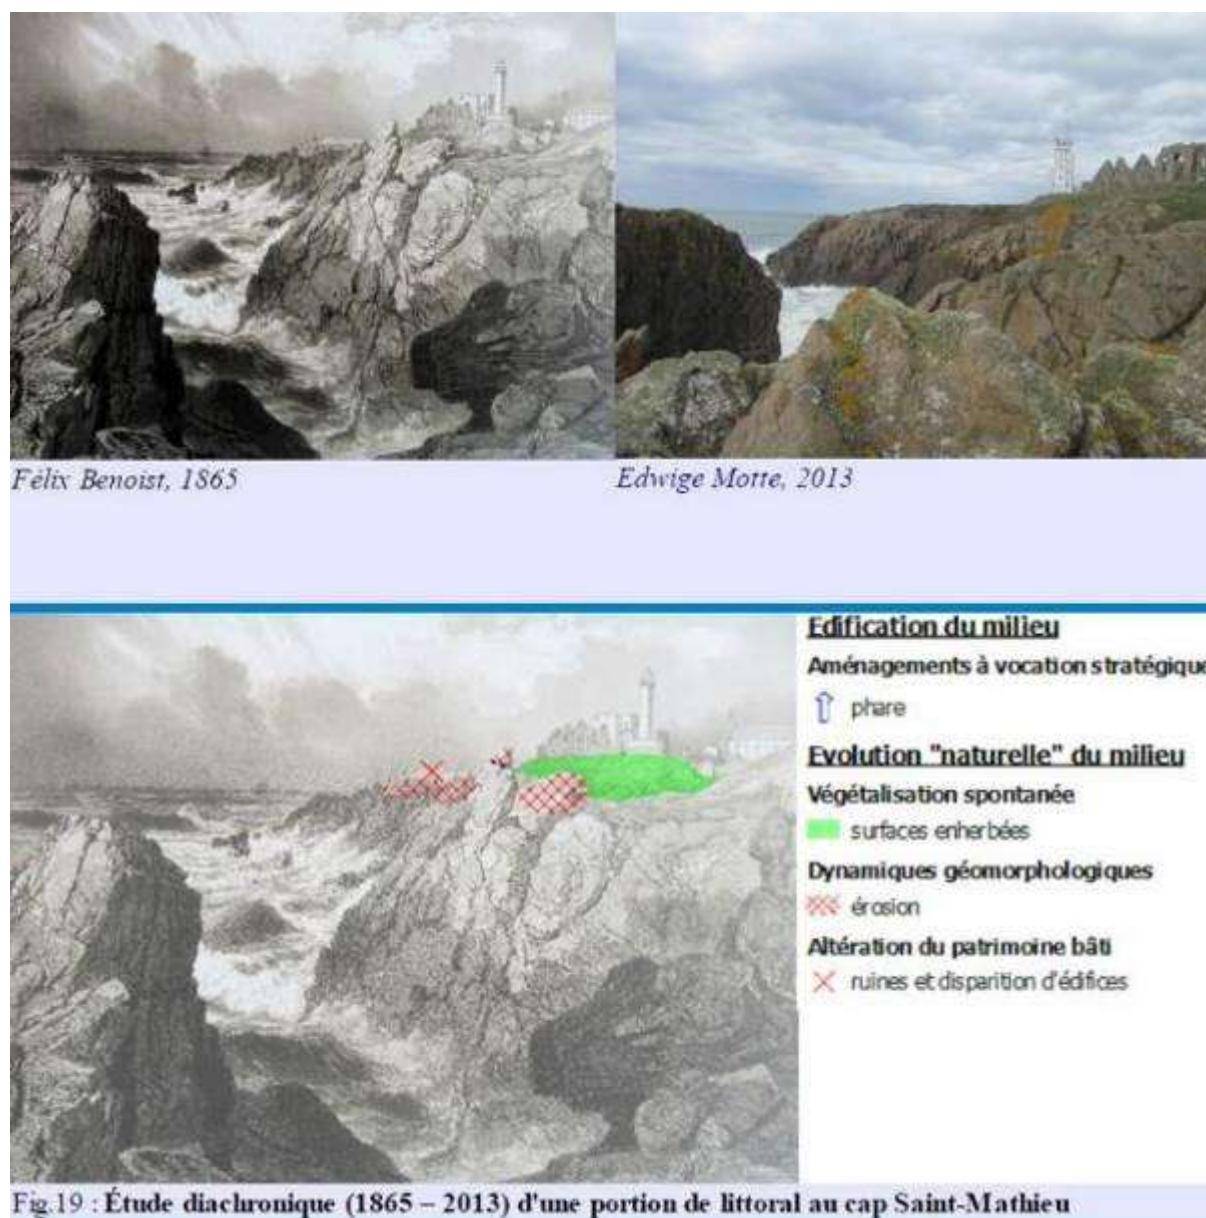 Félix Benoist, 1865
Edwige Motte, 2013
Edification du milieu
Aménagements à vocation stratégique
phare
Evolution "naturelle" du milieu
Végétalisation spontanée
surfaces enherbées
Dynamiques géomorphologiques
érosion
Altération du patrimoine bâti
ruines et disparition d'édifices
Fig.19 : Étude diachronique (1865 – 2013) d'une portion de littoral au cap Saint-Mathieu